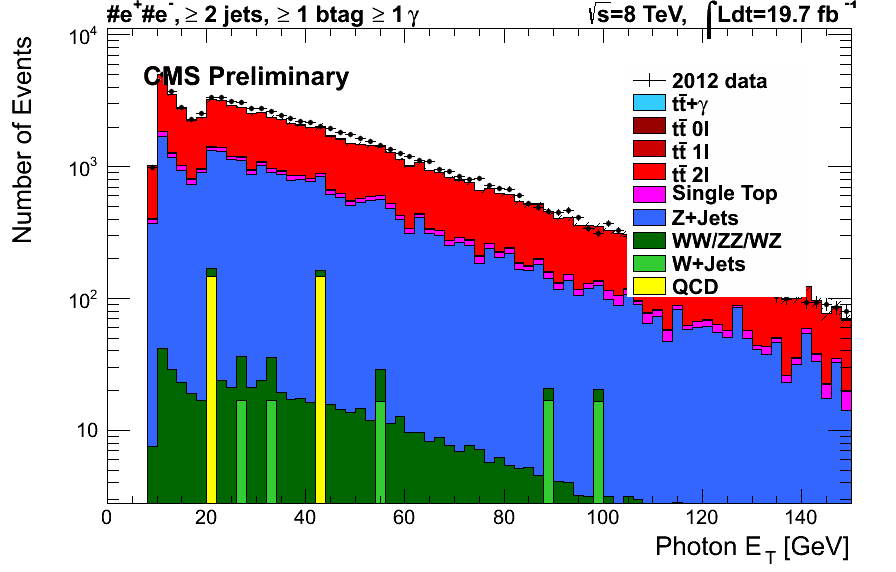 #e⁺#e⁻, ≥ 2 jets, ≥ 1 btag ≥ 1 γ √s=8 TeV, ∫Ldt=19.7 fb⁻¹
CMS Preliminary
Number of Events
10⁴
10³
10²
10
2012 data
tt̄+γ
tt̄ 0l
tt̄ 1l
tt̄ 2l
Single Top
Z+Jets
WW/ZZ/WZ
W+Jets
QCD
0 20 40 60 80 100 120 140
Photon E_T [GeV]